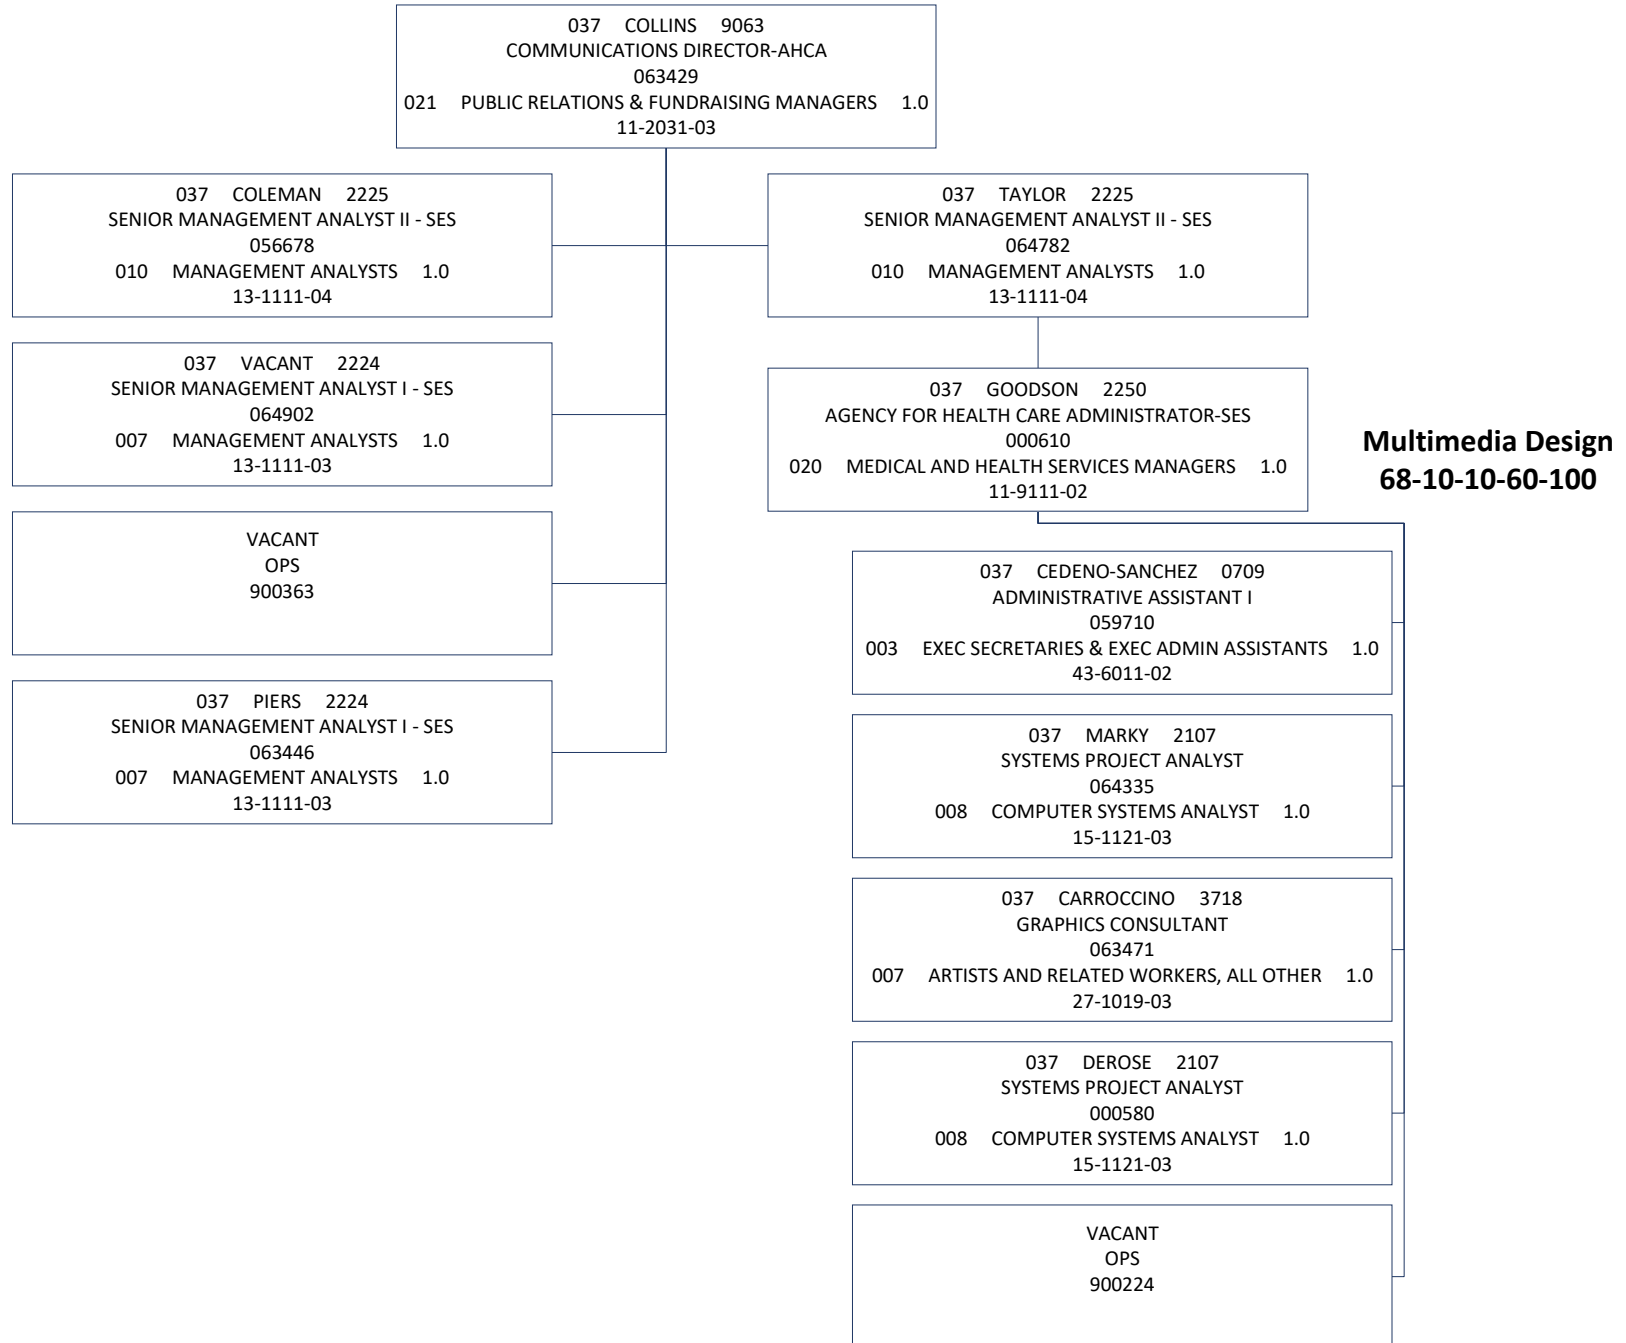 037 COLLINS 9063
COMMUNICATIONS DIRECTOR-AHCA
063429
021 PUBLIC RELATIONS & FUNDRAISING MANAGERS 1.0
11-2031-03
037 COLEMAN 2225
SENIOR MANAGEMENT ANALYST II - SES
056678
010 MANAGEMENT ANALYSTS 1.0
13-1111-04
037 VACANT 2224
SENIOR MANAGEMENT ANALYST I - SES
064902
007 MANAGEMENT ANALYSTS 1.0
13-1111-03
VACANT
OPS
900363
037 PIERS 2224
SENIOR MANAGEMENT ANALYST I - SES
063446
007 MANAGEMENT ANALYSTS 1.0
13-1111-03
037 TAYLOR 2225
SENIOR MANAGEMENT ANALYST II - SES
064782
010 MANAGEMENT ANALYSTS 1.0
13-1111-04
037 GOODSON 2250
AGENCY FOR HEALTH CARE ADMINISTRATOR-SES
000610
020 MEDICAL AND HEALTH SERVICES MANAGERS 1.0
11-9111-02
Multimedia Design
68-10-10-60-100
037 CEDENO-SANCHEZ 0709
ADMINISTRATIVE ASSISTANT I
059710
003 EXEC SECRETARIES & EXEC ADMIN ASSISTANTS 1.0
43-6011-02
037 MARKY 2107
SYSTEMS PROJECT ANALYST
064335
008 COMPUTER SYSTEMS ANALYST 1.0
15-1121-03
037 CARROCCINO 3718
GRAPHICS CONSULTANT
063471
007 ARTISTS AND RELATED WORKERS, ALL OTHER 1.0
27-1019-03
037 DEROSE 2107
SYSTEMS PROJECT ANALYST
000580
008 COMPUTER SYSTEMS ANALYST 1.0
15-1121-03
VACANT
OPS
900224